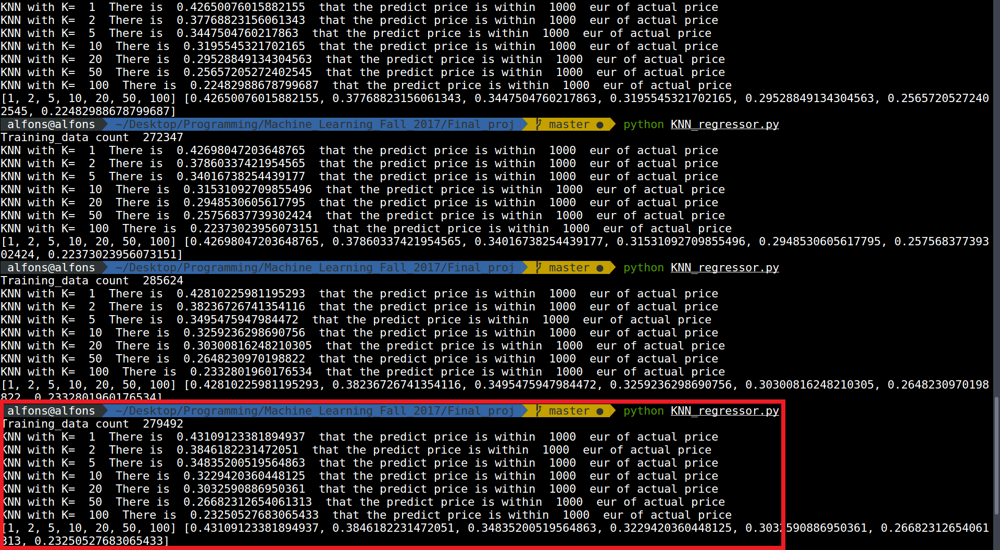 KNN with K=  1  There is  0.42650076015882155  that the predict price is within  1000  eur of actual price
KNN with K=  2  There is  0.37768823156061343  that the predict price is within  1000  eur of actual price
KNN with K=  5  There is  0.3447504760217863  that the predict price is within  1000  eur of actual price
KNN with K=  10  There is  0.3195545321702165  that the predict price is within  1000  eur of actual price
KNN with K=  20  There is  0.29528849134304563  that the predict price is within  1000  eur of actual price
KNN with K=  50  There is  0.25657205272402545  that the predict price is within  1000  eur of actual price
KNN with K=  100  There is  0.22482988678799687  that the predict price is within  1000  eur of actual price
[1, 2, 5, 10, 20, 50, 100] [0.42650076015882155, 0.37768823156061343, 0.3447504760217863, 0.3195545321702165, 0.29528849134304563, 0.2565720527240
2545, 0.22482988678799687]
alfons@alfons ~/Desktop/Programming/Machine_Learning_Fall_2017/Final_proj master ● python KNN_regressor.py
Training_data count  272347
KNN with K=  1  There is  0.42698047203648765  that the predict price is within  1000  eur of actual price
KNN with K=  2  There is  0.37860337421954565  that the predict price is within  1000  eur of actual price
KNN with K=  5  There is  0.34016738254439177  that the predict price is within  1000  eur of actual price
KNN with K=  10  There is  0.31531092709855496  that the predict price is within  1000  eur of actual price
KNN with K=  20  There is  0.2948530605617795  that the predict price is within  1000  eur of actual price
KNN with K=  50  There is  0.25756837739302424  that the predict price is within  1000  eur of actual price
KNN with K=  100  There is  0.22373023956073151  that the predict price is within  1000  eur of actual price
[1, 2, 5, 10, 20, 50, 100] [0.42698047203648765, 0.37860337421954565, 0.34016738254439177, 0.31531092709855496, 0.2948530605617795, 0.257568377393
02424, 0.22373023956073151]
alfons@alfons ~/Desktop/Programming/Machine_Learning_Fall_2017/Final_proj master ● python KNN_regressor.py
Training_data count  285624
KNN with K=  1  There is  0.42810225981195293  that the predict price is within  1000  eur of actual price
KNN with K=  2  There is  0.38236726741354116  that the predict price is within  1000  eur of actual price
KNN with K=  5  There is  0.3495475947984472  that the predict price is within  1000  eur of actual price
KNN with K=  10  There is  0.3259236298690756  that the predict price is within  1000  eur of actual price
KNN with K=  20  There is  0.30300816248210305  that the predict price is within  1000  eur of actual price
KNN with K=  50  There is  0.2648230970198822  that the predict price is within  1000  eur of actual price
KNN with K=  100  There is  0.2332801960176534  that the predict price is within  1000  eur of actual price
[1, 2, 5, 10, 20, 50, 100] [0.42810225981195293, 0.38236726741354116, 0.3495475947984472, 0.3259236298690756, 0.30300816248210305, 0.2648230970198
822, 0.2332801960176534]
alfons@alfons ~/Desktop/Programming/Machine_Learning_Fall_2017/Final_proj master ● python KNN_regressor.py
Training_data count  279492
KNN with K=  1  There is  0.43109123381894937  that the predict price is within  1000  eur of actual price
KNN with K=  2  There is  0.3846182231472051  that the predict price is within  1000  eur of actual price
KNN with K=  5  There is  0.34835200519564863  that the predict price is within  1000  eur of actual price
KNN with K=  10  There is  0.3229420360448125  that the predict price is within  1000  eur of actual price
KNN with K=  20  There is  0.3032590886950361  that the predict price is within  1000  eur of actual price
KNN with K=  50  There is  0.26682312654061313  that the predict price is within  1000  eur of actual price
KNN with K=  100  There is  0.23250527683065433  that the predict price is within  1000  eur of actual price
[1, 2, 5, 10, 20, 50, 100] [0.43109123381894937, 0.3846182231472051, 0.34835200519564863, 0.3229420360448125, 0.3032590886950361, 0.26682312654061
313, 0.23250527683065433]